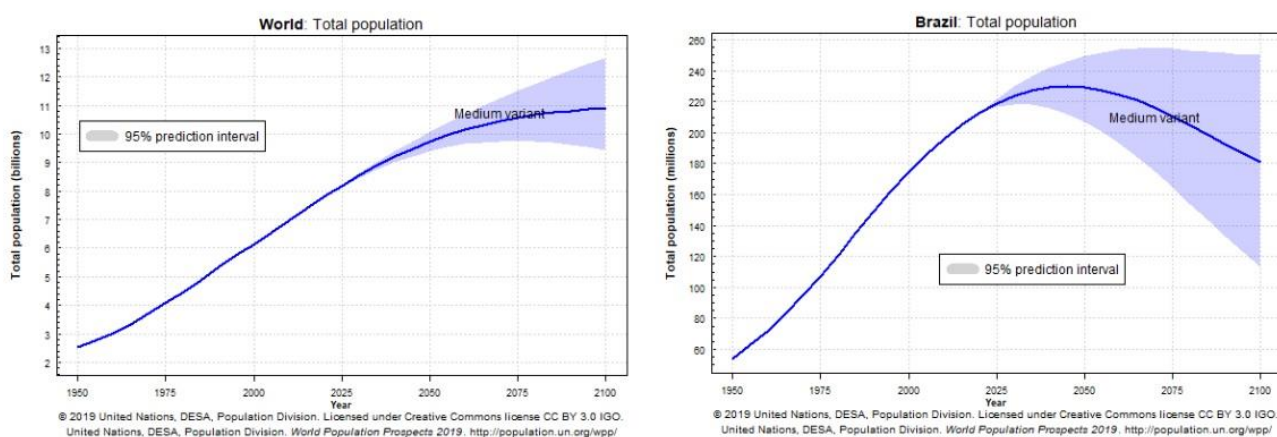 World: Total population
Total population (billions)
13
12
11
10
9
8
7
6
5
4
3
2
Medium variant
95% prediction interval
1950
1975
2000
2025
2050
2075
2100
Year
© 2019 United Nations, DESA, Population Division. Licensed under Creative Commons license CC BY 3.0 IGO.
United Nations, DESA, Population Division. World Population Prospects 2019. http://population.un.org/wpp/
Brazil: Total population
Total population (millions)
260
240
220
200
180
160
140
120
100
80
60
Medium variant
95% prediction interval
1950
1975
2000
2025
2050
2075
2100
Year
© 2019 United Nations, DESA, Population Division. Licensed under Creative Commons license CC BY 3.0 IGO.
United Nations, DESA, Population Division. World Population Prospects 2019. http://population.un.org/wpp/